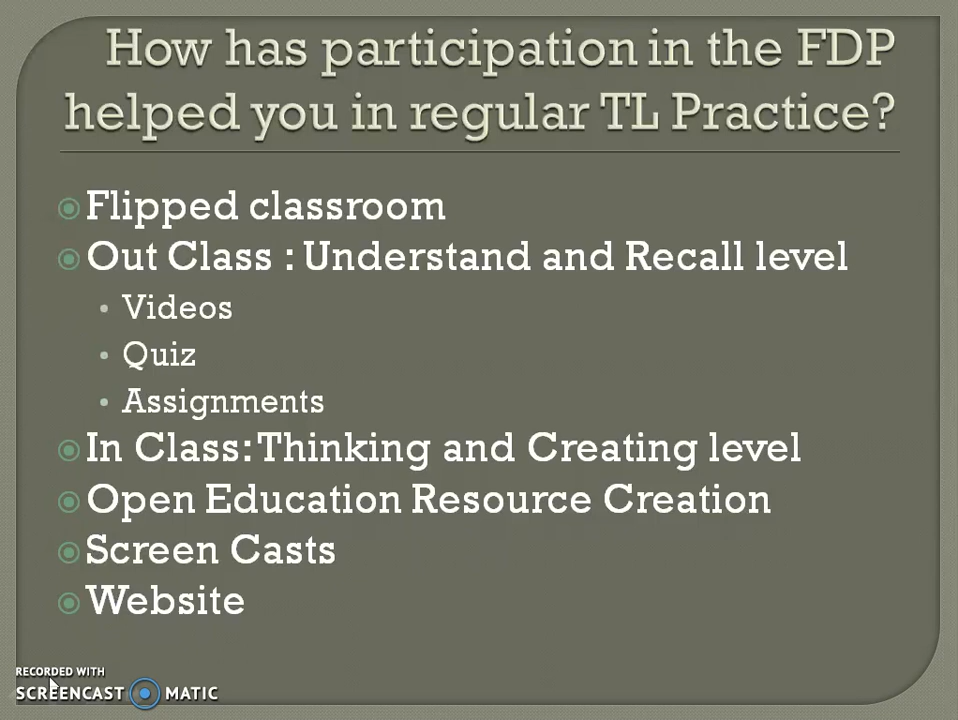 How has participation in the FDP
helped you in regular TL Practice?
Flipped classroom
Out Class : Understand and Recall level
Videos
Quiz
Assignments
In Class: Thinking and Creating level
Open Education Resource Creation
Screen Casts
Website
RECORDED WITH
SCREENCAST MATIC